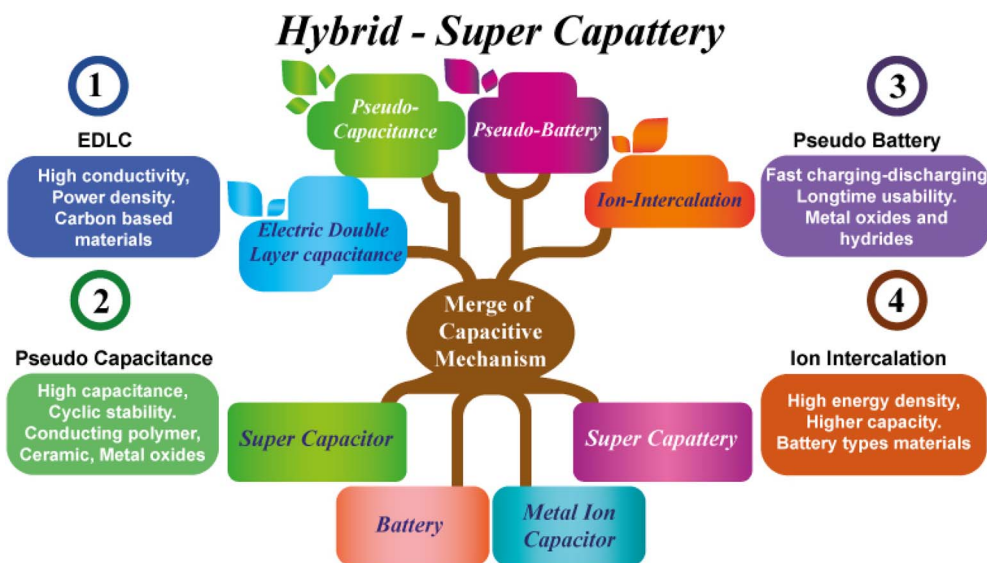 Hybrid - Super Capattery
1
EDLC
High conductivity,
Power density.
Carbon based
materials
2
Pseudo Capacitance
High capacitance,
Cyclic stability.
Conducting polymer,
Ceramic, Metal oxides
Pseudo-
Capacitance
Pseudo-Battery
Electric Double
Layer capacitance
Ion-Intercalation
Merge of
Capacitive
Mechanism
Super Capacitor
Super Capattery
Battery
Metal Ion
Capacitor
3
Pseudo Battery
Fast charging-discharging
Longtime usability.
Metal oxides and
hydrides
4
Ion Intercalation
High energy density,
Higher capacity.
Battery types materials